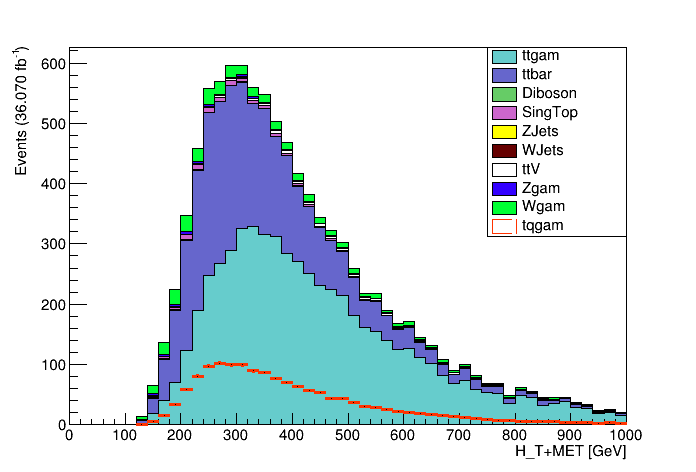 Events (36.070 fb⁻¹)
600
500
400
300
200
100
0
0 100 200 300 400 500 600 700 800 900 1000
H_T+MET [GeV]
ttgam
ttbar
Diboson
SingTop
ZJets
WJets
ttV
Zgam
Wgam
tqgam